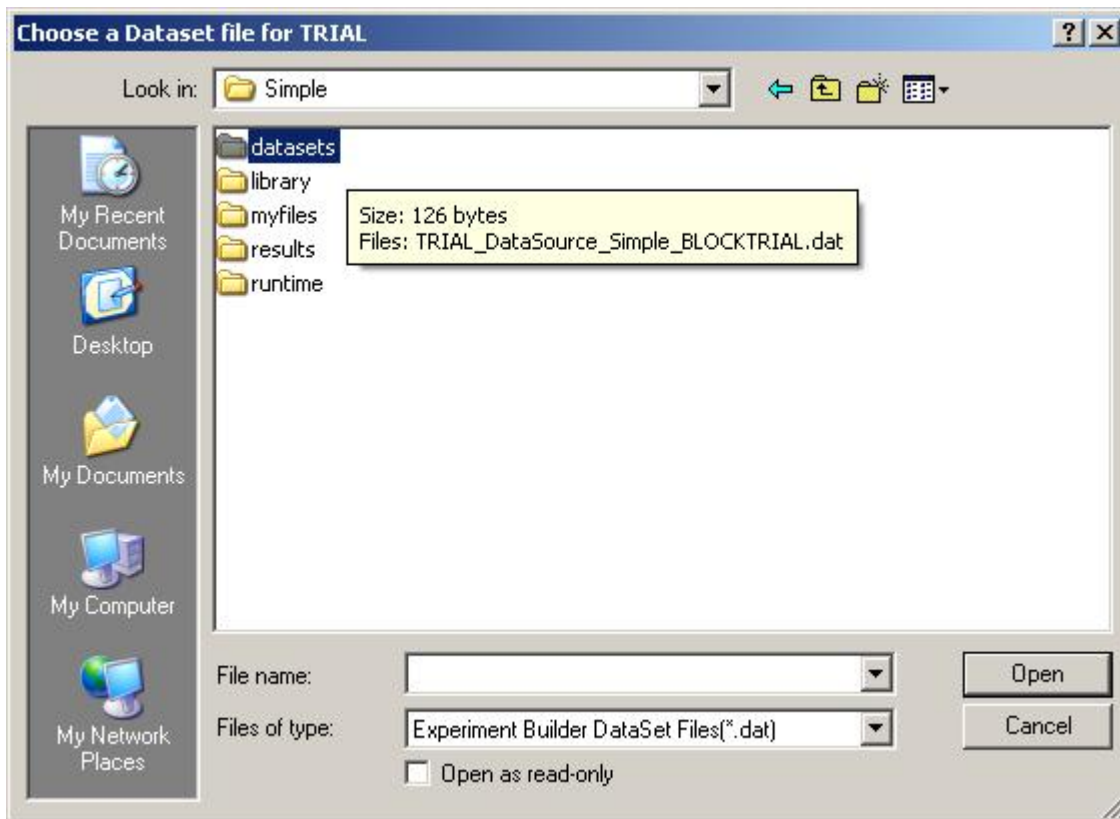 Choose a Dataset file for TRIAL
Look in:
Simple
My Recent
Documents
Desktop
My Documents
My Computer
My Network
Places
datasets
library
myfiles
results
runtime
Size: 126 bytes
Files: TRIAL_DataSource_Simple_BLOCKTRIAL.dat
File name:
Open
Files of type:
Experiment Builder DataSet Files(*.dat)
Cancel
Open as read-only